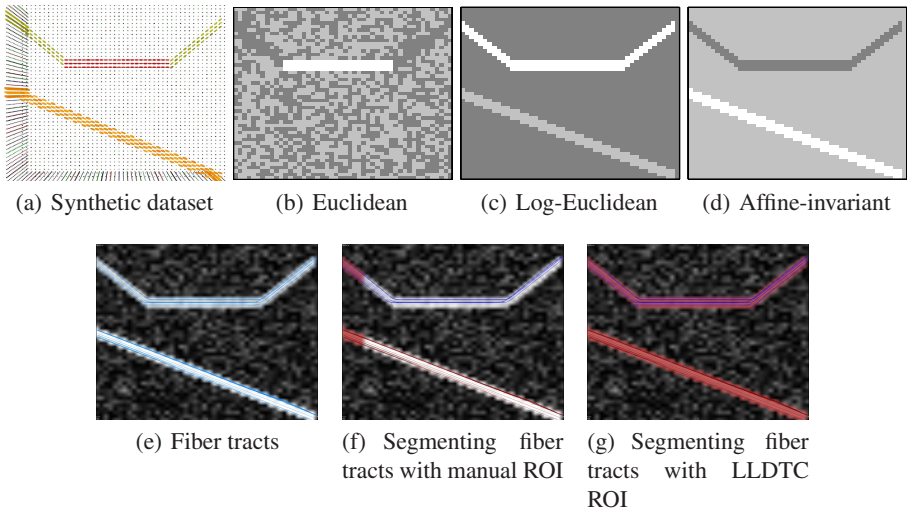 (a) Synthetic dataset
(b) Euclidean
(c) Log-Euclidean
(d) Affine-invariant
(e) Fiber tracts
(f) Segmenting fiber
tracts with manual ROI
(g) Segmenting fiber
tracts with LLDTC
ROI